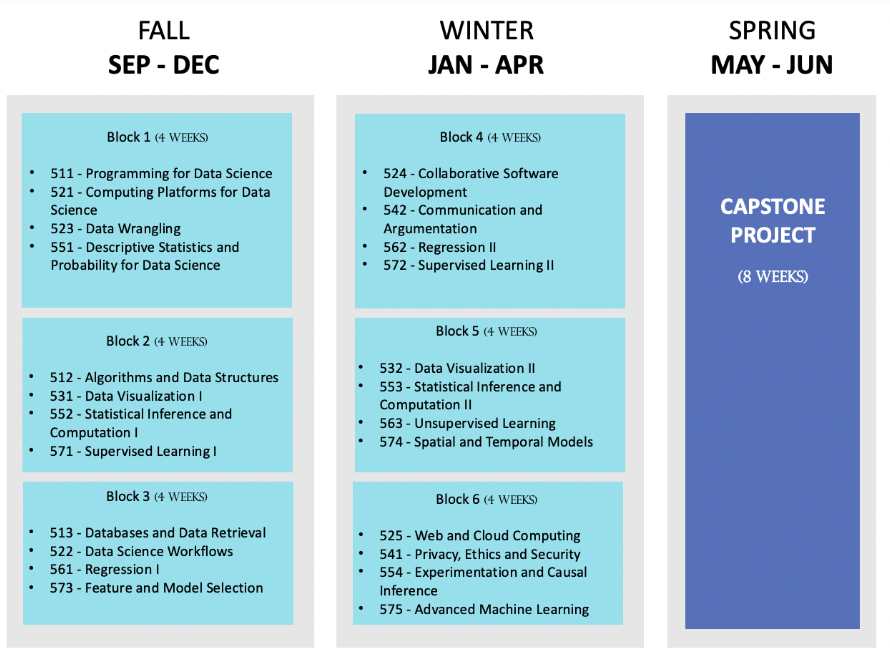 FALL
SEP - DEC
Block 1 (4 WEEKS)
• 511 - Programming for Data Science
• 521 - Computing Platforms for Data
Science
• 523 - Data Wrangling
• 551 - Descriptive Statistics and
Probability for Data Science
Block 2 (4 WEEKS)
• 512 - Algorithms and Data Structures
• 531 - Data Visualization I
• 552 - Statistical Inference and
Computation I
• 571 - Supervised Learning I
Block 3 (4 WEEKS)
• 513 - Databases and Data Retrieval
• 522 - Data Science Workflows
• 561 - Regression I
• 573 - Feature and Model Selection
WINTER
JAN - APR
Block 4 (4 WEEKS)
• 524 - Collaborative Software
Development
• 542 - Communication and
Argumentation
• 562 - Regression II
• 572 - Supervised Learning II
Block 5 (4 WEEKS)
• 532 - Data Visualization II
• 553 - Statistical Inference and
Computation II
• 563 - Unsupervised Learning
• 574 - Spatial and Temporal Models
Block 6 (4 WEEKS)
• 525 - Web and Cloud Computing
• 541 - Privacy, Ethics and Security
• 554 - Experimentation and Causal
Inference
• 575 - Advanced Machine Learning
SPRING
MAY - JUN
CAPSTONE
PROJECT
(8 WEEKS)